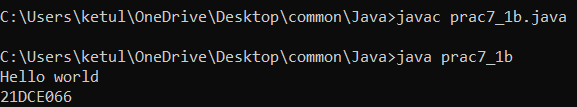 C:\Users\ketul\OneDrive\Desktop\common\Java>javac prac7_1b.java
C:\Users\ketul\OneDrive\Desktop\common\Java>java prac7_1b
Hello world
21DCE066